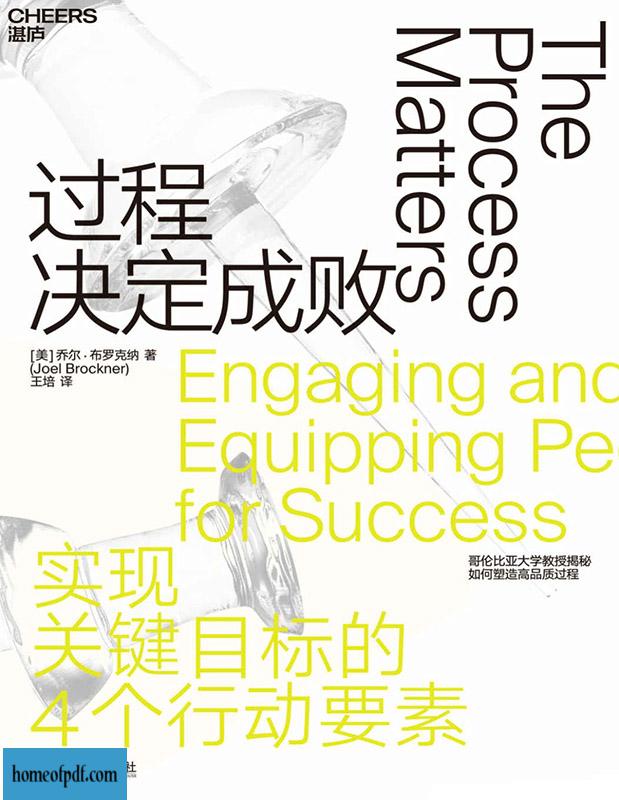 CHEERS
湛庐
The
Process
Matters
过程
决定成败
[美]乔尔·布罗克纳 著
(Joel Brockner)
王培 译
Engaging and
Equipping Pe
for Success
哥伦比亚大学教授揭秘
如何塑造高品质过程
实现
关键目标的
4个行动要素
社
homeofpdf.com